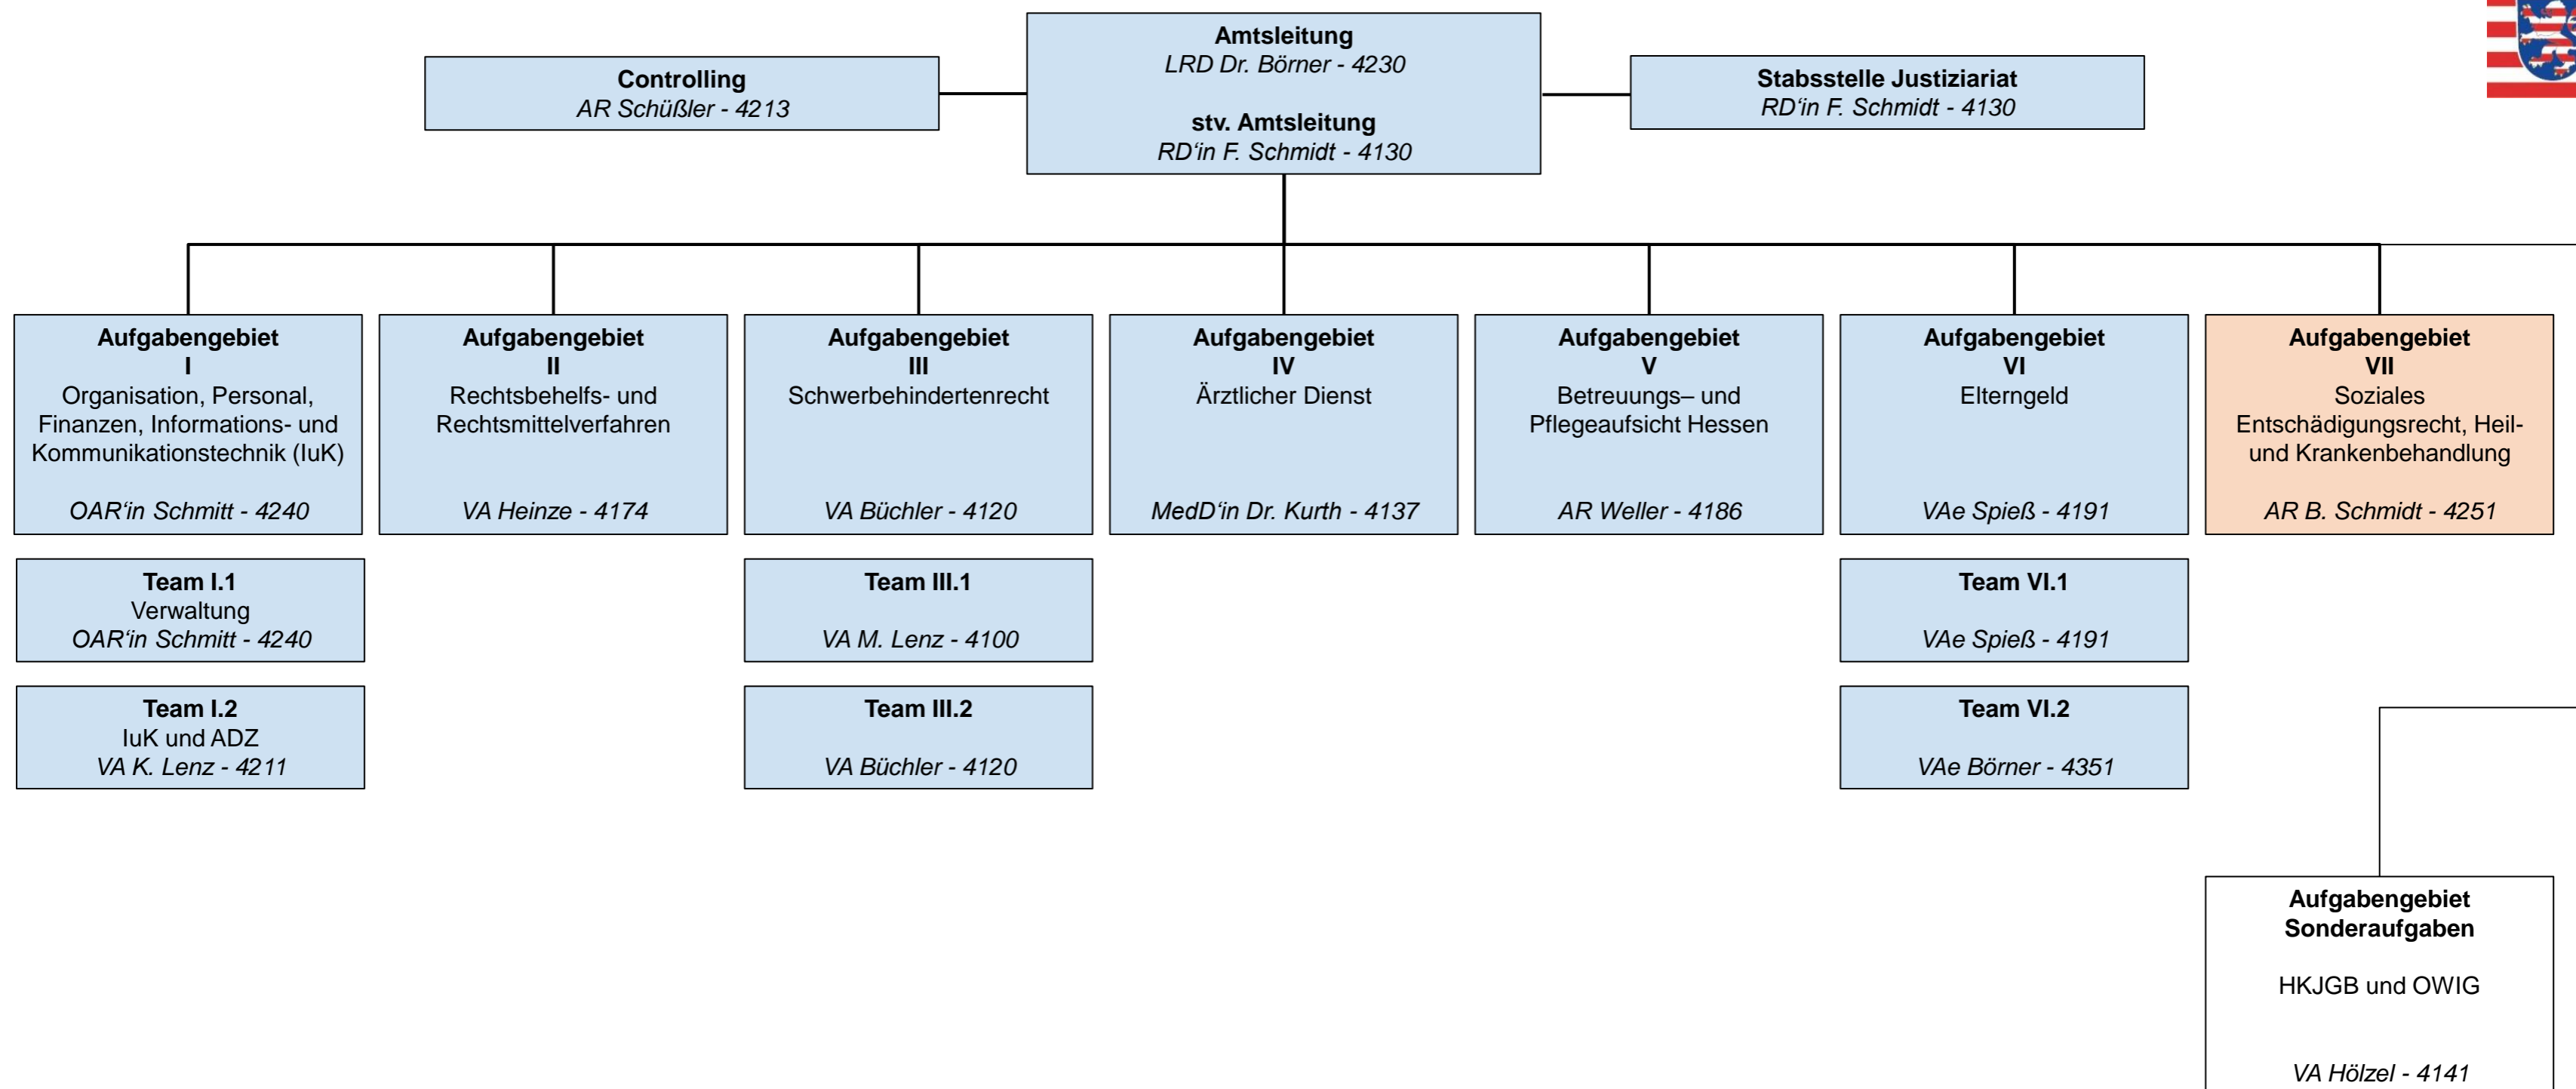 Amtsleitung
LRD Dr. Börner - 4230
stv. Amtsleitung
RD‘in F. Schmidt - 4130
Controlling
AR Schüßler - 4213
Stabsstelle Justiziariat
RD‘in F. Schmidt - 4130
Aufgabengebiet
I
Organisation, Personal,
Finanzen, Informations- und
Kommunikationstechnik (IuK)
OAR‘in Schmitt - 4240
Aufgabengebiet
II
Rechtsbehelfs- und
Rechtsmittelverfahren
VA Heinze - 4174
Aufgabengebiet
III
Schwerbehindertenrecht
VA Büchler - 4120
Aufgabengebiet
IV
Ärztlicher Dienst
MedD‘in Dr. Kurth - 4137
Aufgabengebiet
V
Betreuungs– und
Pflegeaufsicht Hessen
AR Weller - 4186
Aufgabengebiet
VI
Elterngeld
VAe Spieß - 4191
Aufgabengebiet
VII
Soziales
Entschädigungsrecht, Heil-
und Krankenbehandlung
AR B. Schmidt - 4251
Team I.1
Verwaltung
OAR‘in Schmitt - 4240
Team III.1
VA M. Lenz - 4100
Team VI.1
VAe Spieß - 4191
Team I.2
IuK und ADZ
VA K. Lenz - 4211
Team III.2
VA Büchler - 4120
Team VI.2
VAe Börner - 4351
Aufgabengebiet
Sonderaufgaben
HKJGB und OWIG
VA Hölzel - 4141